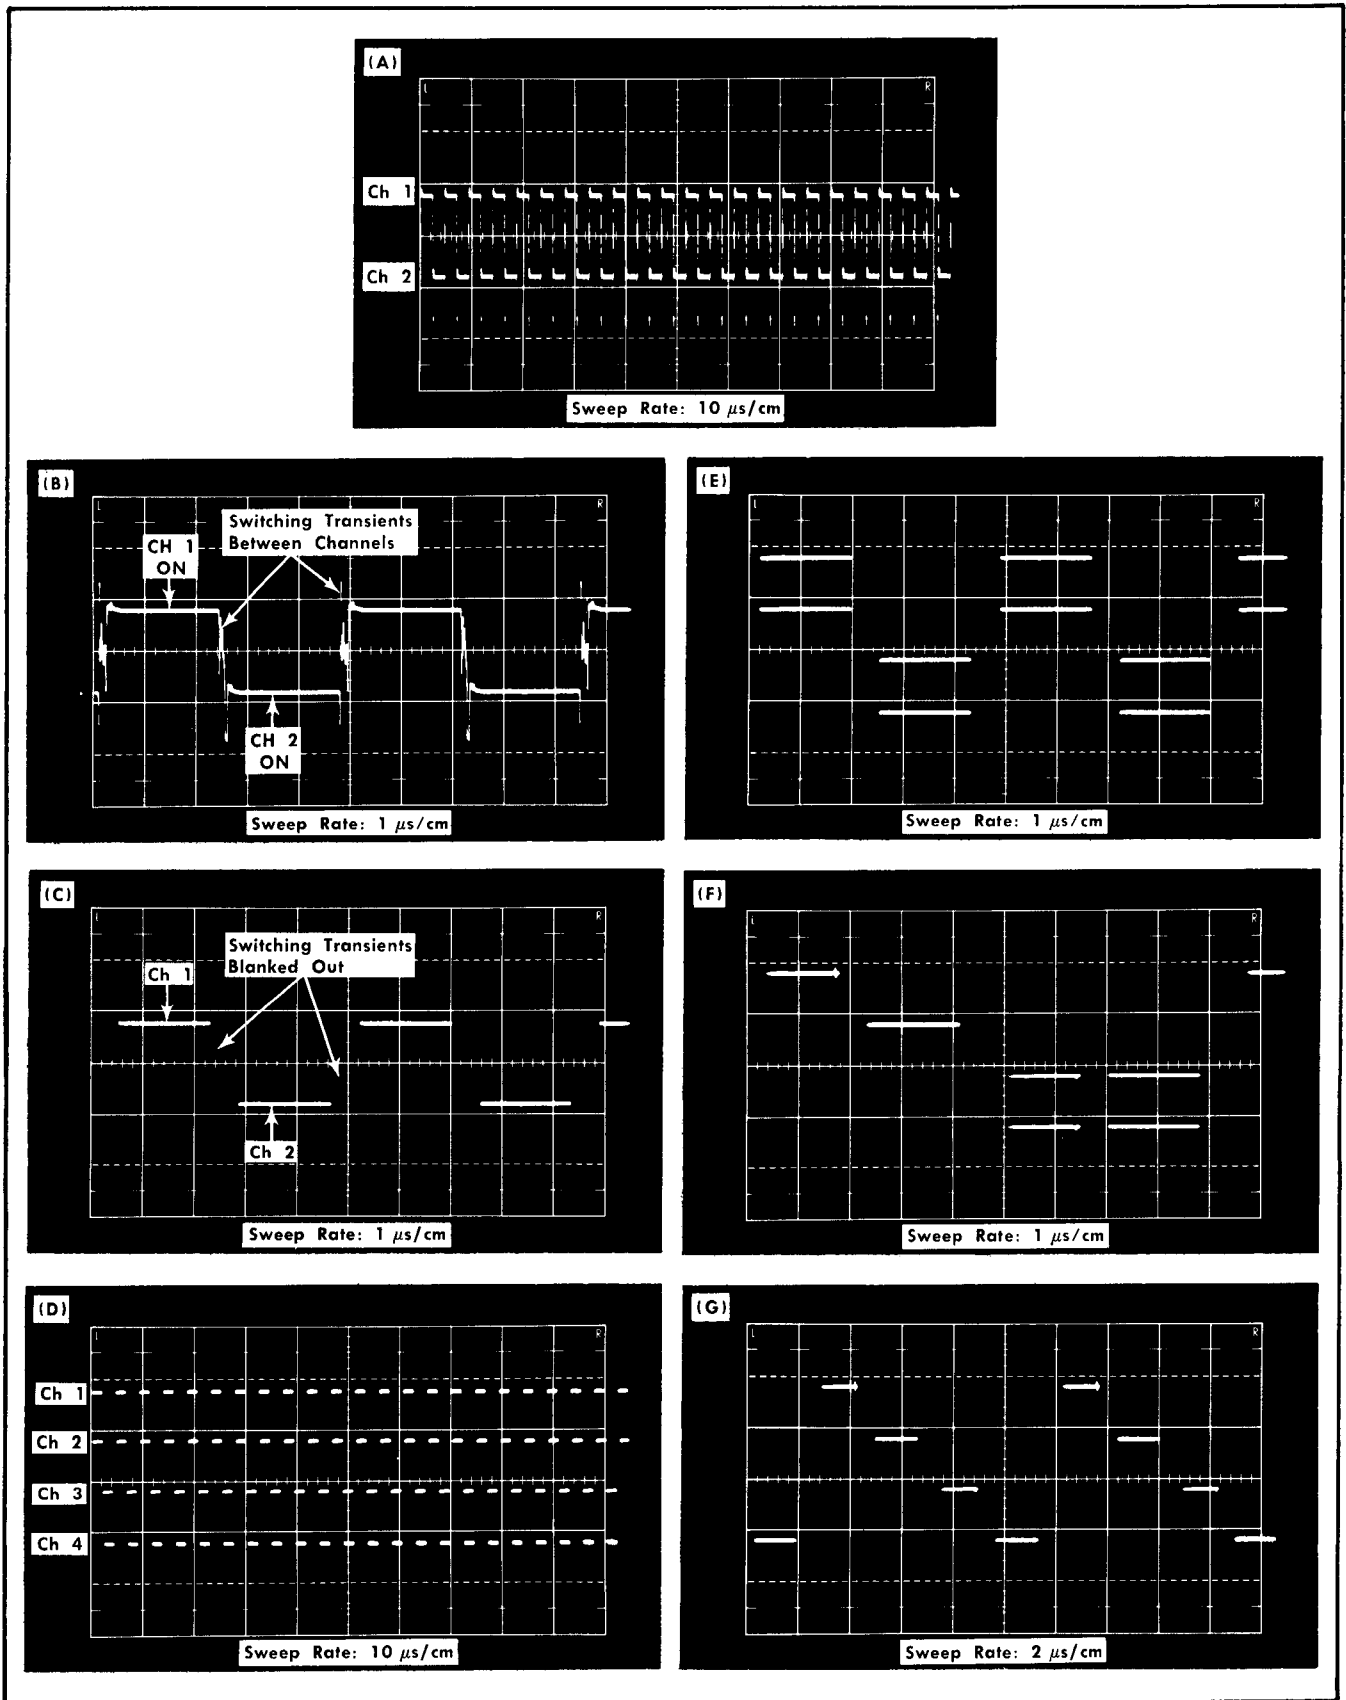 (A)
L R
Ch 1
Ch 2
Sweep Rate: 10 μs/cm
(B)
L R
Switching Transients
Between Channels
CH 1
ON
CH 2
ON
Sweep Rate: 1 μs/cm
(E)
L R
Sweep Rate: 1 μs/cm
(C)
L R
Switching Transients
Blanked Out
Ch 1
Ch 2
Sweep Rate: 1 μs/cm
(F)
L R
Sweep Rate: 1 μs/cm
(D)
L R
Ch 1
Ch 2
Ch 3
Ch 4
Sweep Rate: 10 μs/cm
(G)
L R
Sweep Rate: 2 μs/cm